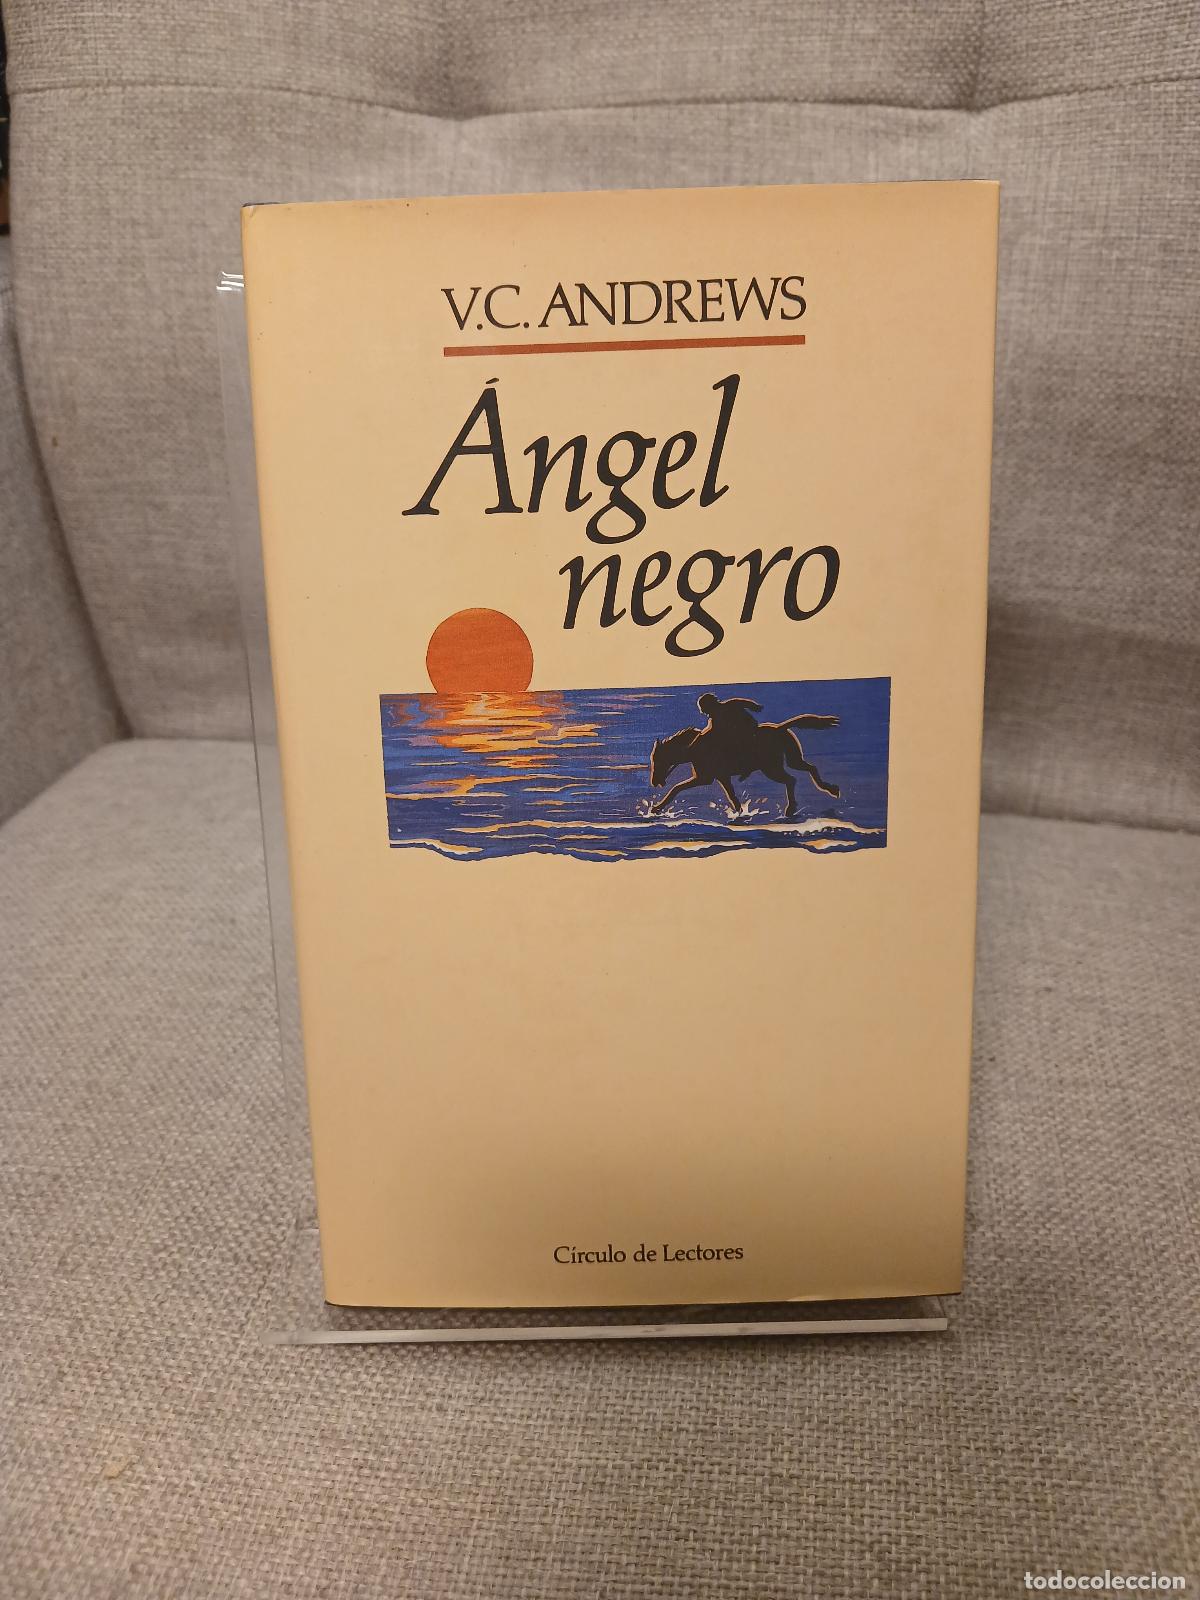 V.C. ANDREWS
Ángel
negro
Círculo de Lectores
todocoleccion